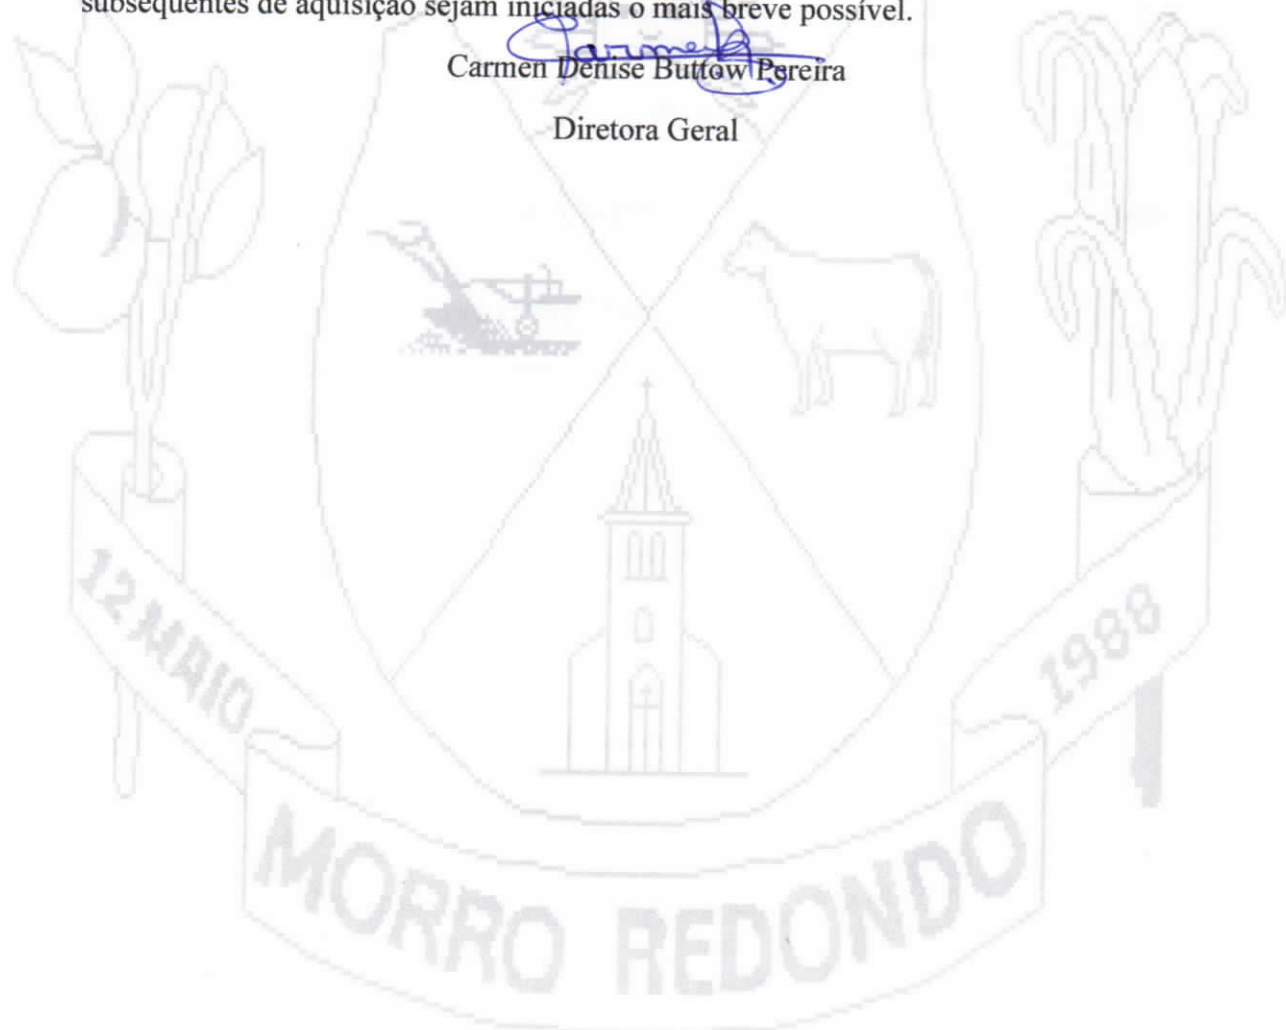 subsequentes de aquisição sejam iniciadas o mais breve possível.
Carmen Denise Buttow Pereira
Diretora Geral
12 MAIO
1988
MORRO REDONDO